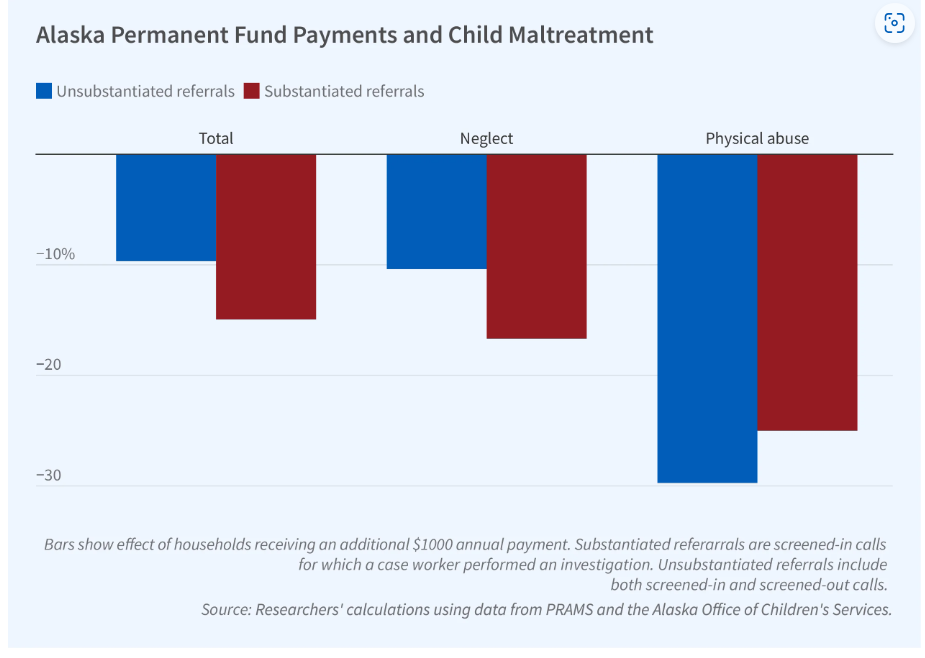 Alaska Permanent Fund Payments and Child Maltreatment
Unsubstantiated referrals Substantiated referrals
Total Neglect Physical abuse
−10%
−20
−30
Bars show effect of households receiving an additional $1000 annual payment. Substantiated referarrals are screened-in calls
for which a case worker performed an investigation. Unsubstantiated referrals include
both screened-in and screened-out calls.
Source: Researchers' calculations using data from PRAMS and the Alaska Office of Children's Services.